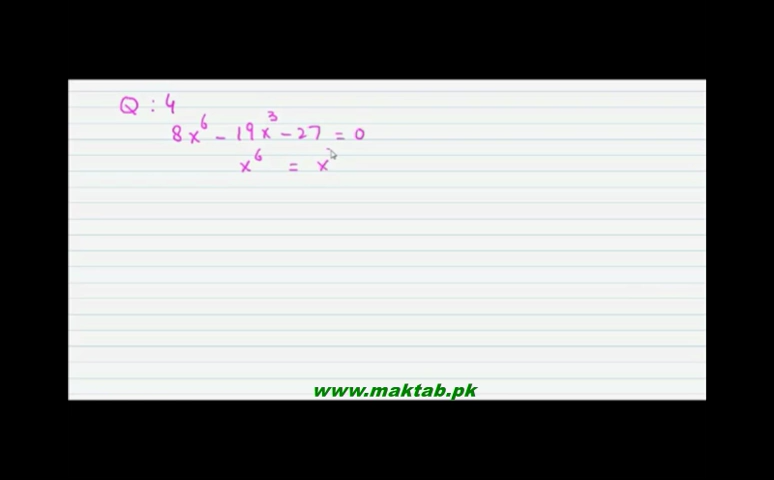 Q : 4
8x⁶ - 19x³ - 27 = 0
x⁶ = x
www.maktab.pk